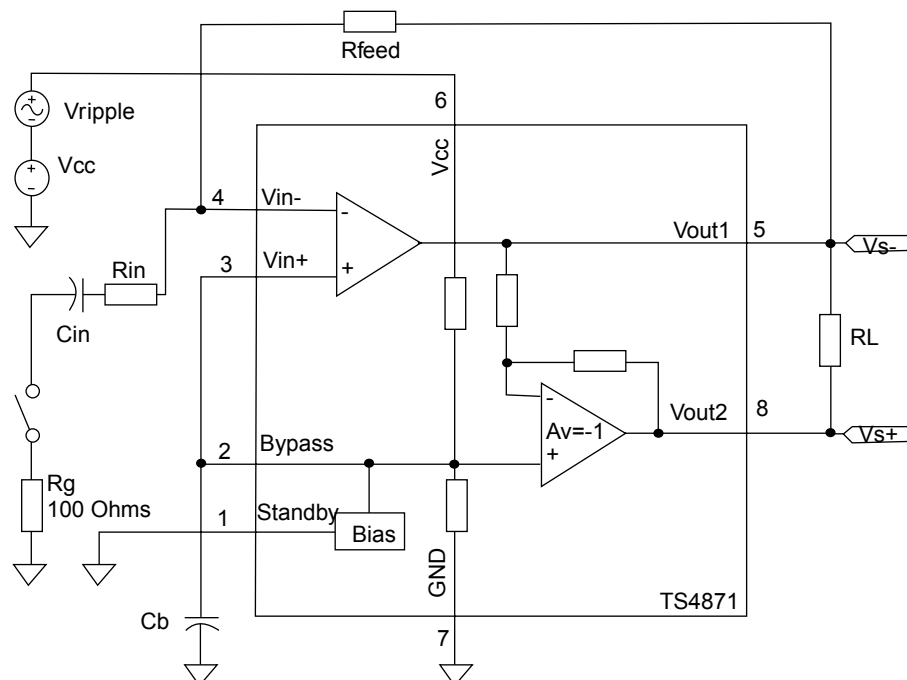 Rfeed
Vripple
Vcc
6
Vcc
4
Vin-
-
Vout1
5
Vs-
3
Vin+
+
Rin
Cin
RL
-
Av=-1
+
Vout2
8
Vs+
2
Bypass
Rg
100 Ohms
1
Standby
Bias
GND
TS4871
Cb
7